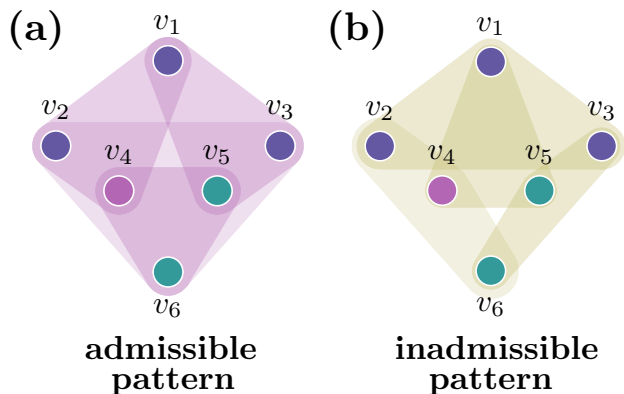 (a) (b)
v₁ v₁
v₂ v₃ v₂ v₃
v₄ v₅ v₄ v₅
v₆ v₆
admissible inadmissible
pattern pattern